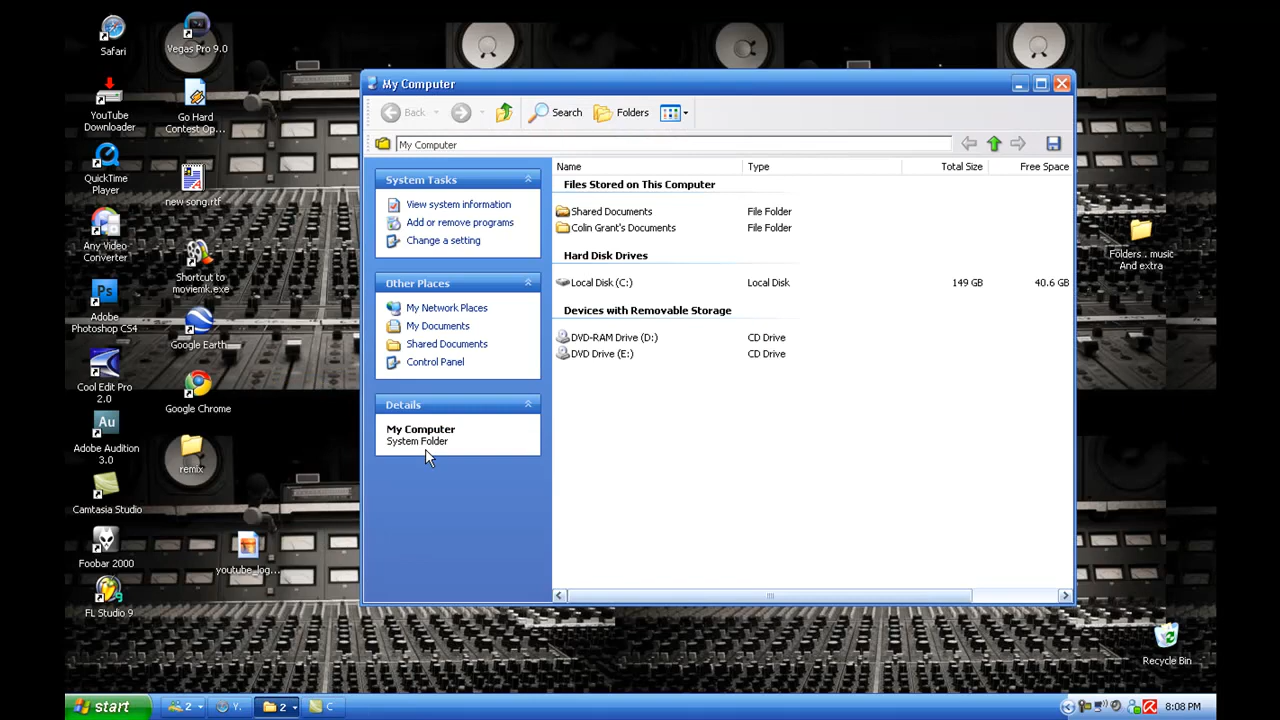 Safari
Vegas Pro 9.0
YouTube
Downloader
Go Hard
Contest Op...
QuickTime
Player
new song.rtf
Any Video
Converter
Shortcut to
moviemk.exe
Ps
Adobe
Photoshop CS4
Google Earth
Cool Edit Pro
2.0
Google Chrome
Au
Adobe Audition
3.0
remix
Camtasia Studio
Foobar 2000
youtube_log...
FL Studio 9
My Computer
Back
Search
Folders
My Computer
System Tasks
View system information
Add or remove programs
Change a setting
Other Places
My Network Places
My Documents
Shared Documents
Control Panel
Details
My Computer
System Folder
Name Type Total Size Free Space
Files Stored on This Computer
Shared Documents File Folder
Colin Grant's Documents File Folder
Hard Disk Drives
Local Disk (C:) Local Disk 149 GB 40.6 GB
Devices with Removable Storage
DVD-RAM Drive (D:) CD Drive
DVD Drive (E:) CD Drive
Folders . music
And extra
Recycle Bin
start
2
Y.
2
C
8:08 PM